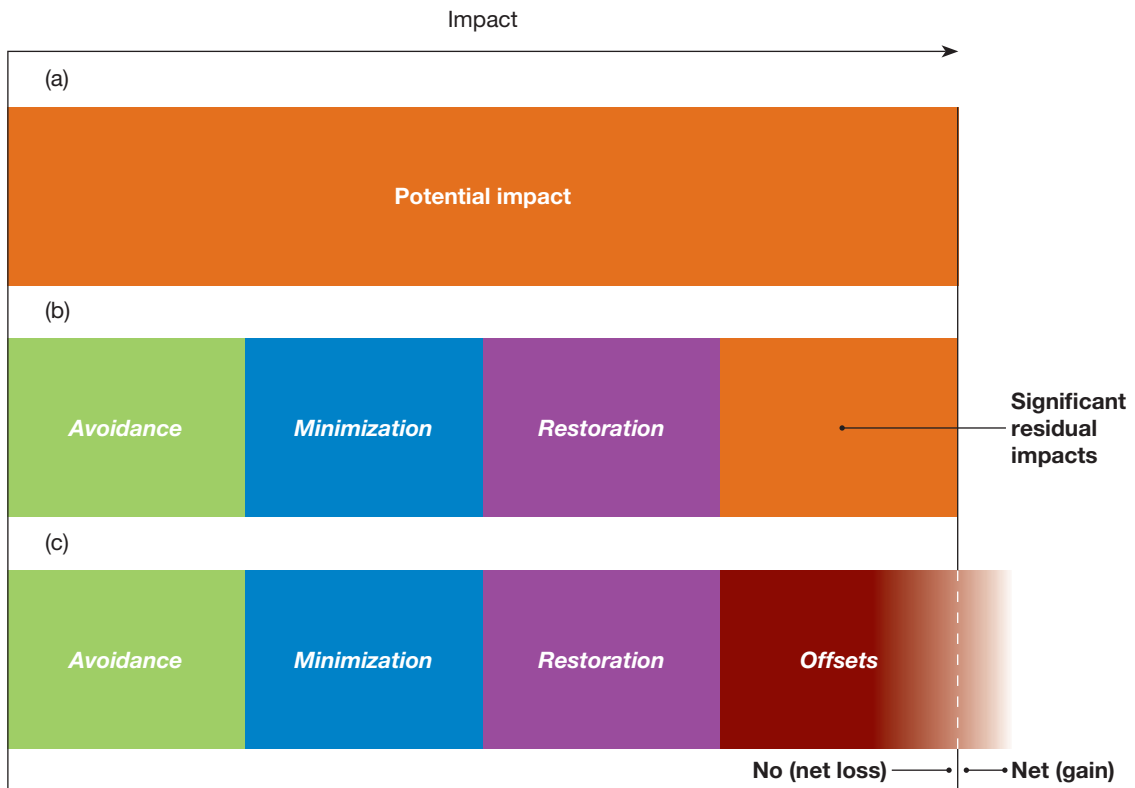 Impact
(a)
Potential impact
(b)
Avoidance
Minimization
Restoration
Significant
residual
impacts
(c)
Avoidance
Minimization
Restoration
Offsets
No (net loss)
Net (gain)